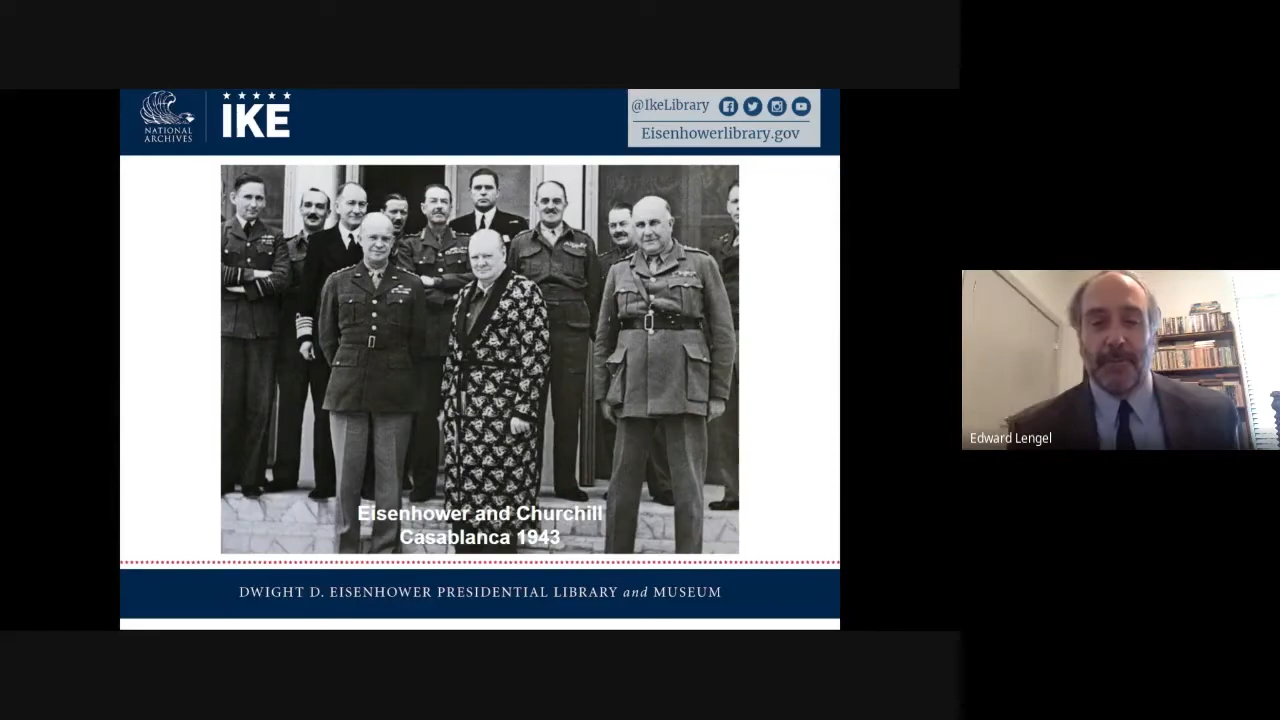 NATIONAL
ARCHIVES
IKE
@IkeLibrary
Eisenhowerlibrary.gov
Eisenhower and Churchill
Casablanca 1943
DWIGHT D. EISENHOWER PRESIDENTIAL LIBRARY and MUSEUM
Edward Lengel